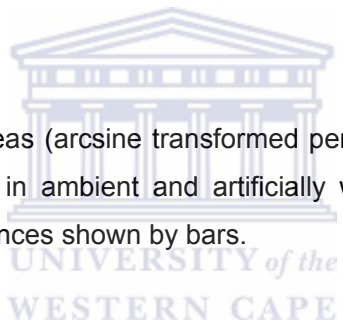 eas (arcsine transformed per
in ambient and artificially
nces shown by bars.
UNIVERSITY of the
WESTERN CAPE